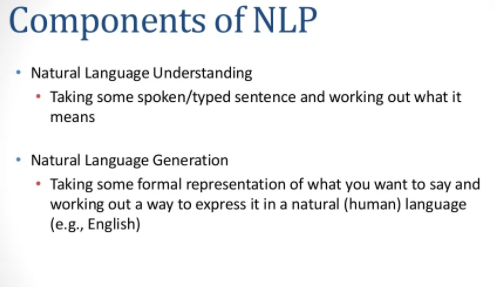 Components of NLP
• Natural Language Understanding
• Taking some spoken/typed sentence and working out what it
means
• Natural Language Generation
• Taking some formal representation of what you want to say and
working out a way to express it in a natural (human) language
(e.g., English)